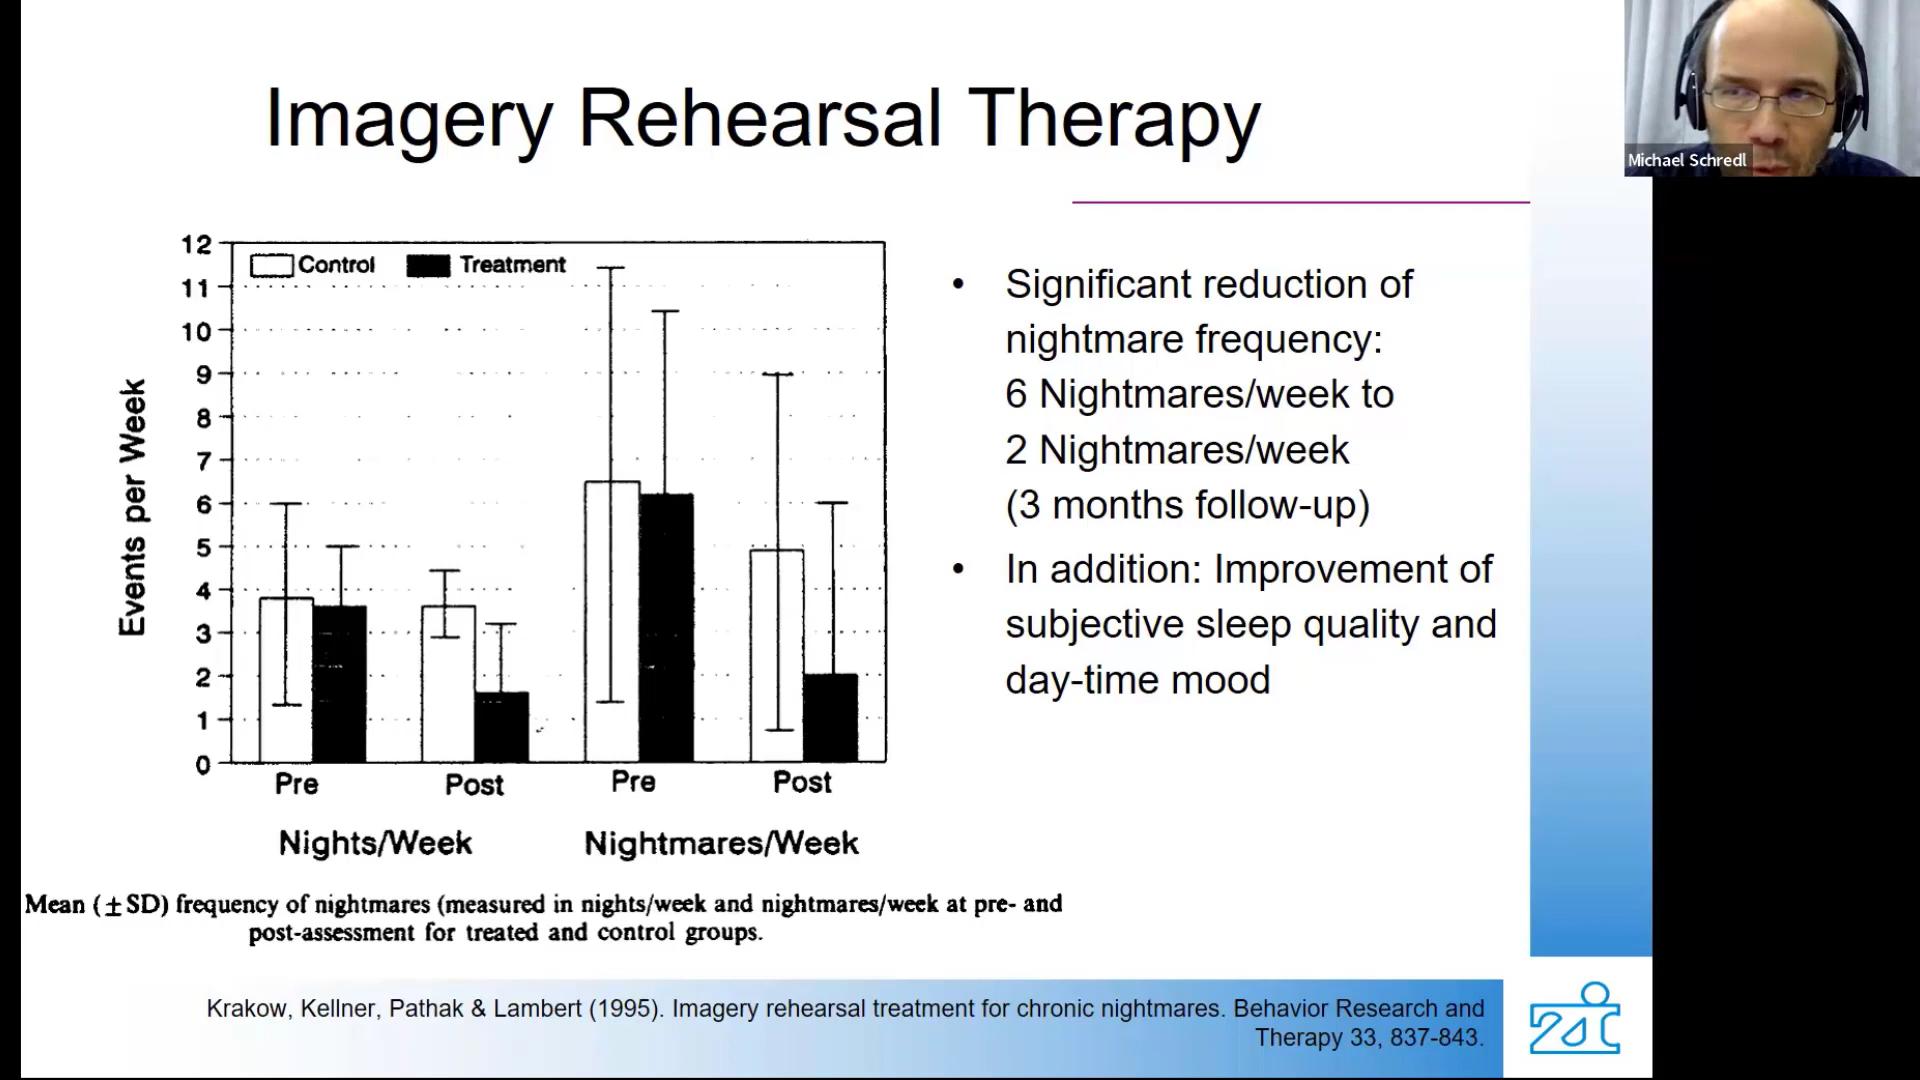 Imagery Rehearsal Therapy
Michael Schredl
12
11
10
9
8
7
6
5
4
3
2
1
0
Events per Week
Control Treatment
Pre Post Pre Post
Nights/Week Nightmares/Week
Mean (±SD) frequency of nightmares (measured in nights/week and nightmares/week at pre- and
post-assessment for treated and control groups.
• Significant reduction of
nightmare frequency:
6 Nightmares/week to
2 Nightmares/week
(3 months follow-up)
• In addition: Improvement of
subjective sleep quality and
day-time mood
Krakow, Kellner, Pathak & Lambert (1995). Imagery rehearsal treatment for chronic nightmares. Behavior Research and
Therapy 33, 837-843.
zi